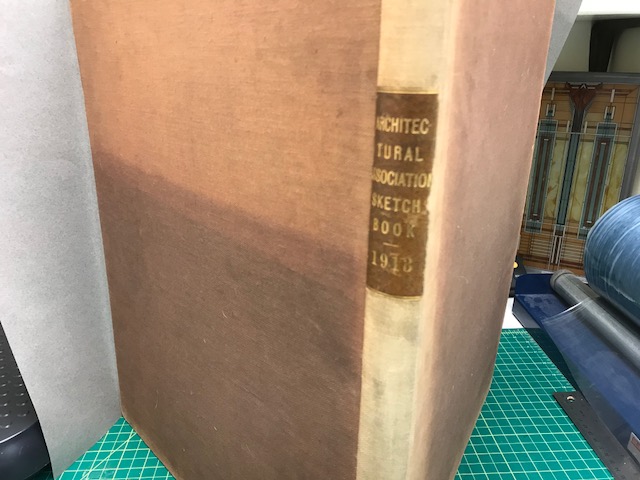 ARCHITEC-
TURAL
ASSOCIATION
SKETCH
BOOK
1918